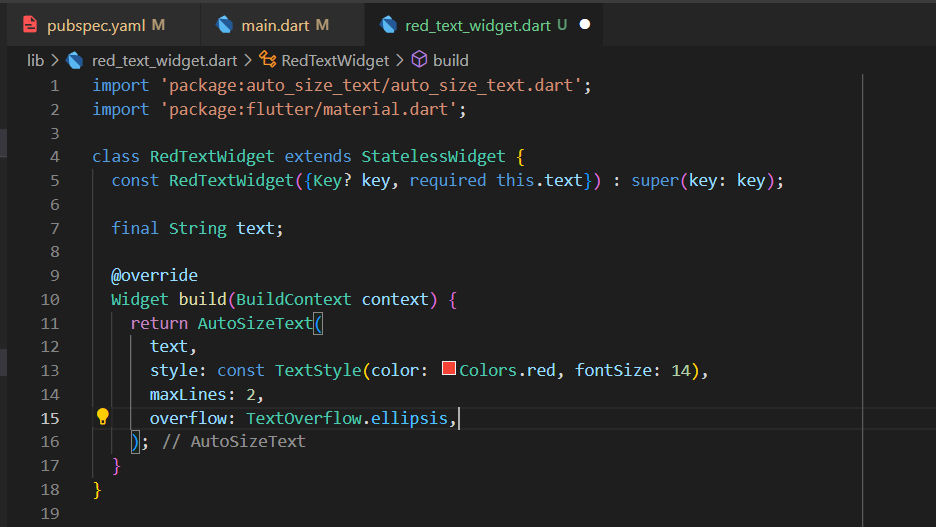 pubspec.yaml M main.dart M red_text_widget.dart U
lib > red_text_widget.dart > RedTextWidget > build
1 import 'package:auto_size_text/auto_size_text.dart';
2 import 'package:flutter/material.dart';
3
4 class RedTextWidget extends StatelessWidget {
5 const RedTextWidget({Key? key, required this.text}) : super(key: key);
6
7 final String text;
8
9 @override
10 Widget build(BuildContext context) {
11 return AutoSizeText(
12 text,
13 style: const TextStyle(color: Colors.red, fontSize: 14),
14 maxLines: 2,
15 overflow: TextOverflow.ellipsis,
16 ); // AutoSizeText
17 }
18 }
19